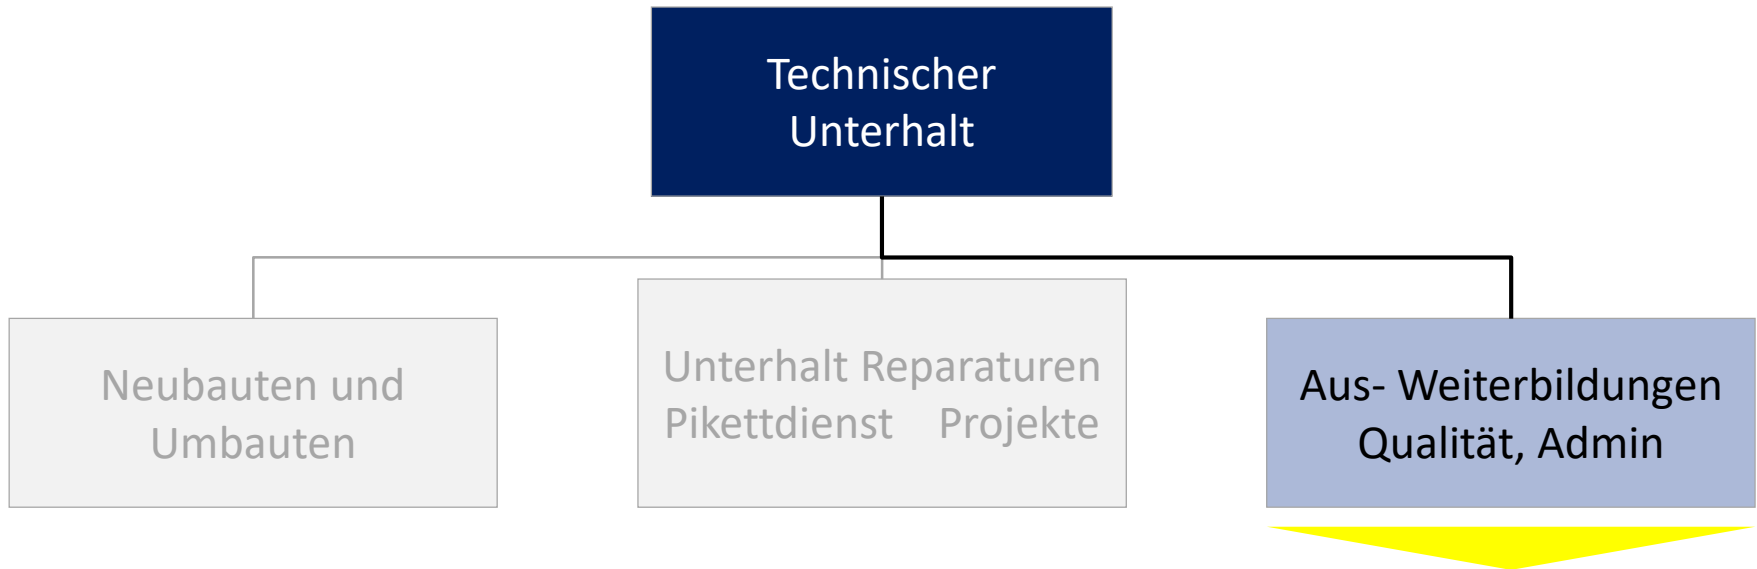 Technischer
Unterhalt
Neubauten und
Umbauten
Unterhalt Reparaturen
Pikettdienst Projekte
Aus- Weiterbildungen
Qualität, Admin